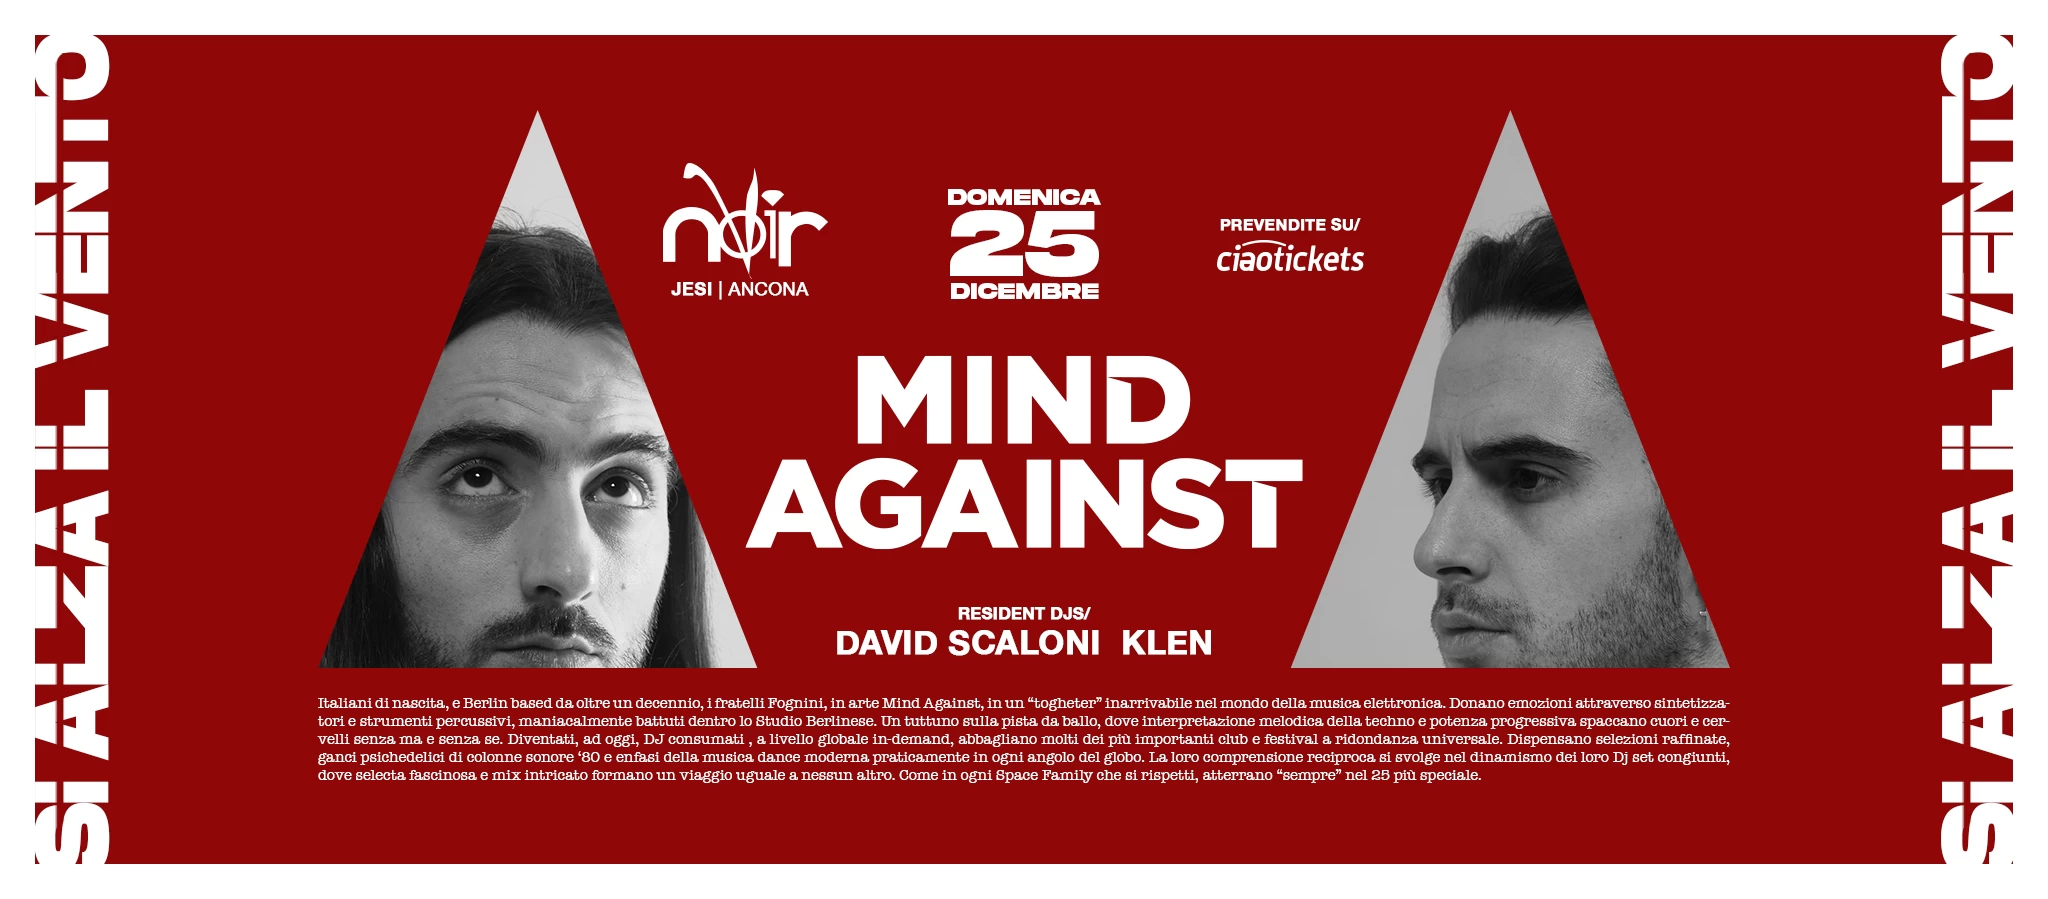 SI ALZA IL VENTO
noir
JESI | ANCONA
DOMENICA
25
DICEMBRE
PREVENDITE SU/
ciaotickets
MIND
AGAINST
RESIDENT DJS/
DAVID SCALONI KLEN
Italiani di nascita, e Berlin based da oltre un decennio, i fratelli Fognini, in arte Mind Against, in un “togheter” inarrivabile nel mondo della musica elettronica. Donano emozioni attraverso sintetizza-
tori e strumenti percussivi, maniacalmente battuti dentro lo Studio Berlinese. Un tuttuno sulla pista da ballo, dove interpretazione melodica della techno e potenza progressiva spaccano cuori e cer-
velli senza ma e senza se. Diventati, ad oggi, DJ consumati , a livello globale in-demand, abbagliano molti dei più importanti club e festival a ridondanza universale. Dispensano selezioni raffinate,
ganci psichedelici di colonne sonore ‘80 e enfasi della musica dance moderna praticamente in ogni angolo del globo. La loro comprensione reciproca si svolge nel dinamismo dei loro Dj set congiunti,
dove selecta fascinosa e mix intricato formano un viaggio uguale a nessun altro. Come in ogni Space Family che si rispetti, atterrano “sempre” nel 25 più speciale.
SI ALZA IL VENTO